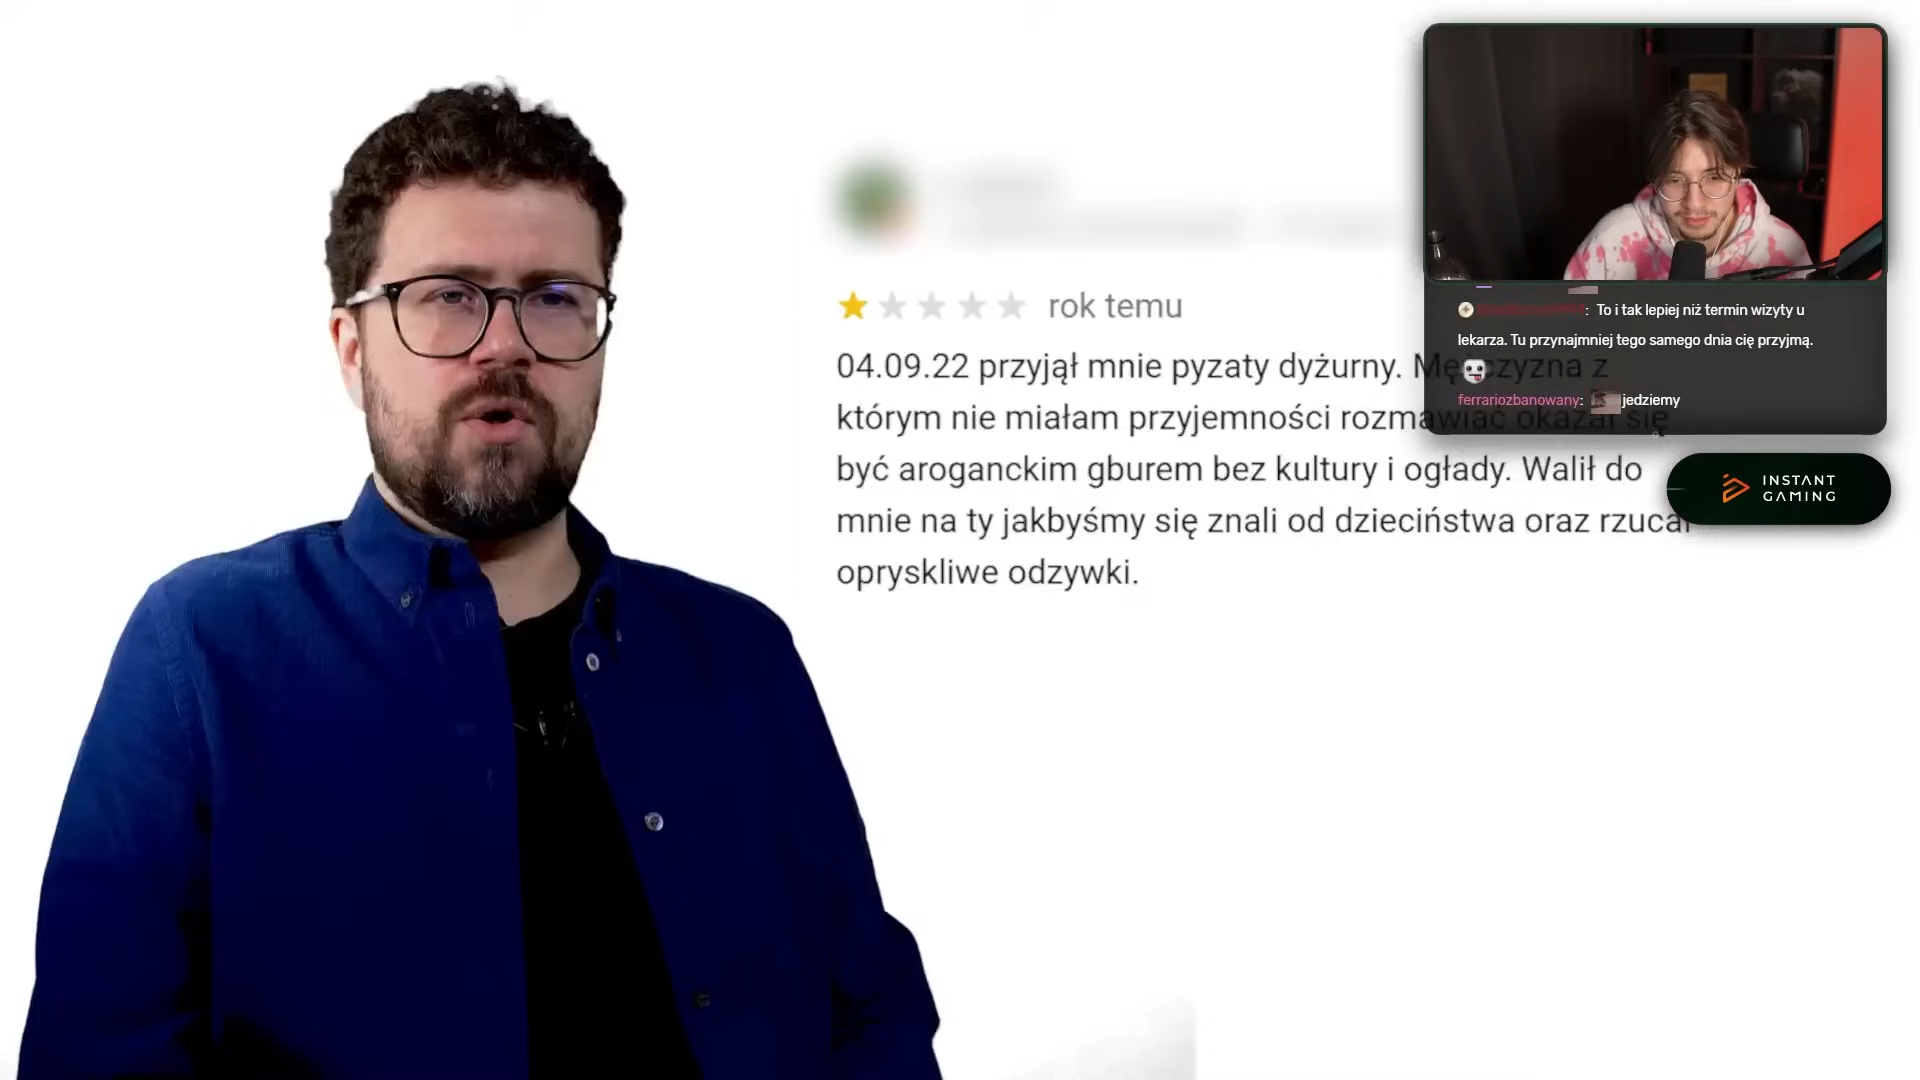 rok temu
04.09.22 przyjął mnie pyzaty dyżurny. Mężczyzna z
którym nie miałam przyjemności rozmawiać okazał się
być aroganckim gburem bez kultury i ogłady. Walił do
mnie na ty jakbyśmy się znali od dzieciństwa oraz rzucał
opryskliwe odzywki.
: To i tak lepiej niż termin wizyty u
lekarza. Tu przynajmniej tego samego dnia cię przyjmą.
ferrariozbanowany: jedziemy
INSTANT
GAMING